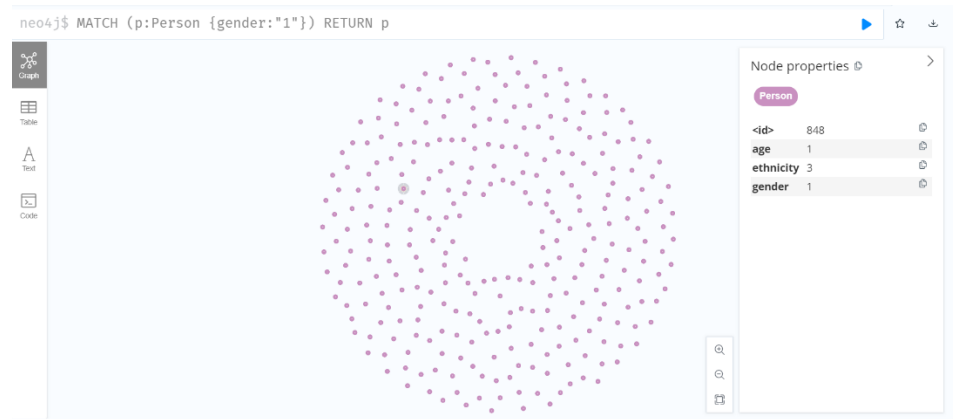 neo4j$ MATCH (p:Person {gender:"1"}) RETURN p
Graph
Table
Text
Code
Node properties
Person
<id> 848
age 1
ethnicity 3
gender 1